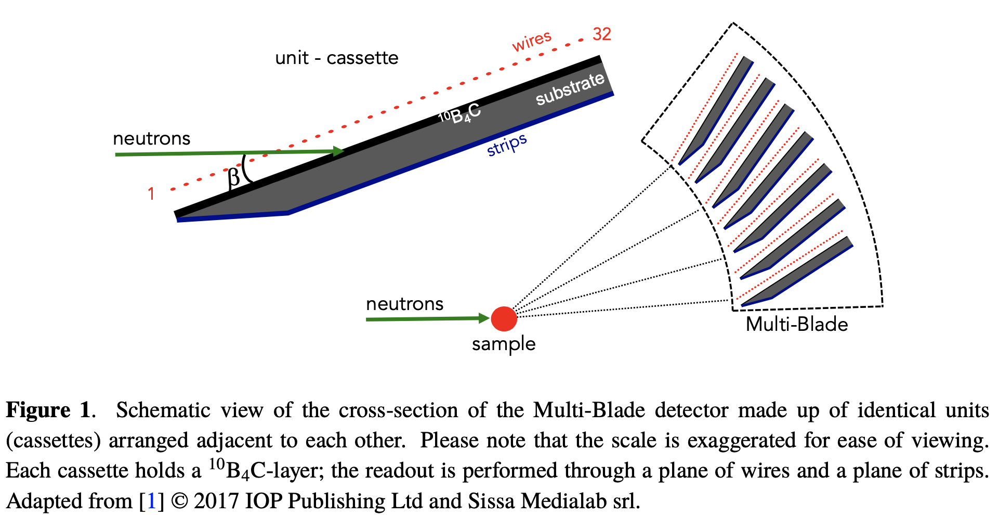 unit - cassette
wires
32
substrate
¹⁰B₄C
strips
neutrons
β
1
neutrons
sample
Multi-Blade
Figure 1. Schematic view of the cross-section of the Multi-Blade detector made up of identical units
(cassettes) arranged adjacent to each other. Please note that the scale is exaggerated for ease of viewing.
Each cassette holds a ¹⁰B₄C-layer; the readout is performed through a plane of wires and a plane of strips.
Adapted from [1] © 2017 IOP Publishing Ltd and Sissa Medialab srl.